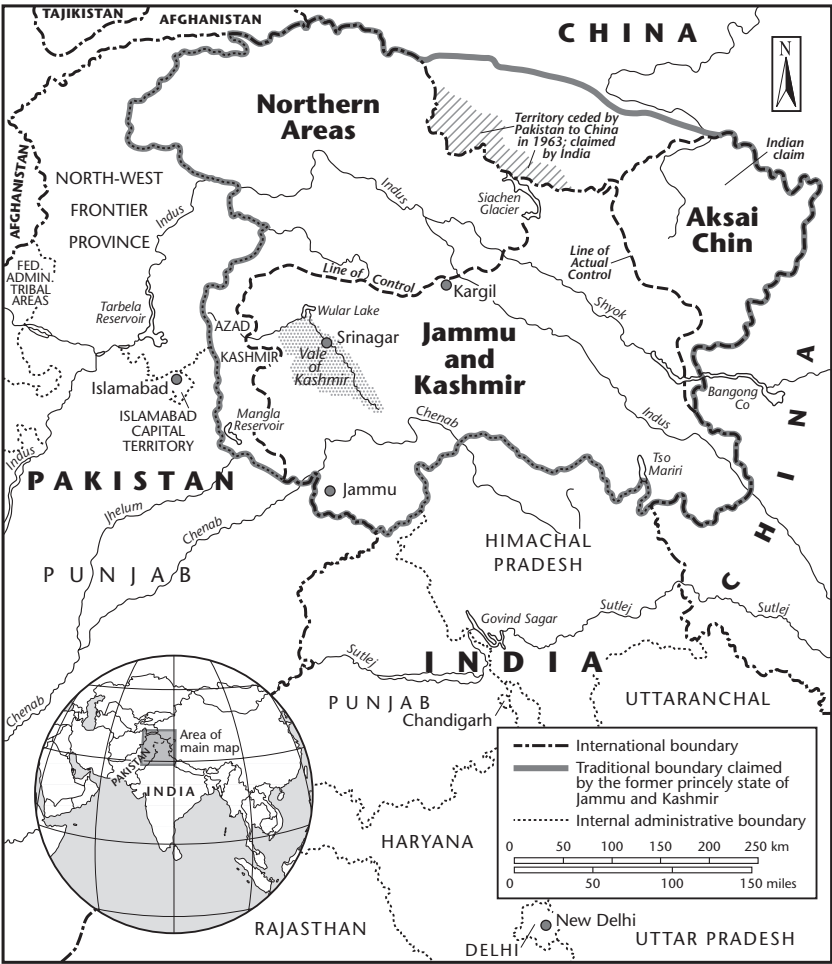 TAJIKISTAN
AFGHANISTAN
CHINA
N
Northern
Areas
Territory ceded by
Pakistan to China
in 1963; claimed
by India
Indian
claim
AFGHANISTAN
NORTH-WEST
FRONTIER
PROVINCE
Indus
Indus
Siachen
Glacier
Aksai
Chin
FED.
ADMIN.
TRIBAL
AREAS
Line of Control
Line of
Actual
Control
Kargil
Shyok
Tarbela
Reservoir
AZAD
KASHMIR
Wular Lake
Srinagar
Vale
of
Kashmir
Jammu
and
Kashmir
Islamabad
ISLAMABAD
CAPITAL
TERRITORY
Mangla
Reservoir
Chenab
Indus
Bangong
Co
CHINA
Indus
PAKISTAN
Tso
Mariri
Jammu
Jhelum
Chenab
HIMACHAL
PRADESH
PUNJAB
Govind Sagar
Sutlej
Sutlej
Sutlej
INDIA
PUNJAB
UTTARANCHAL
Chandigarh
Chenab
Area of
main map
PAKISTAN
INDIA
International boundary
Traditional boundary claimed
by the former princely state of
Jammu and Kashmir
Internal administrative boundary
0 50 100 150 200 250 km
0 50 100 150 miles
HARYANA
RAJASTHAN
New Delhi
DELHI
UTTAR PRADESH